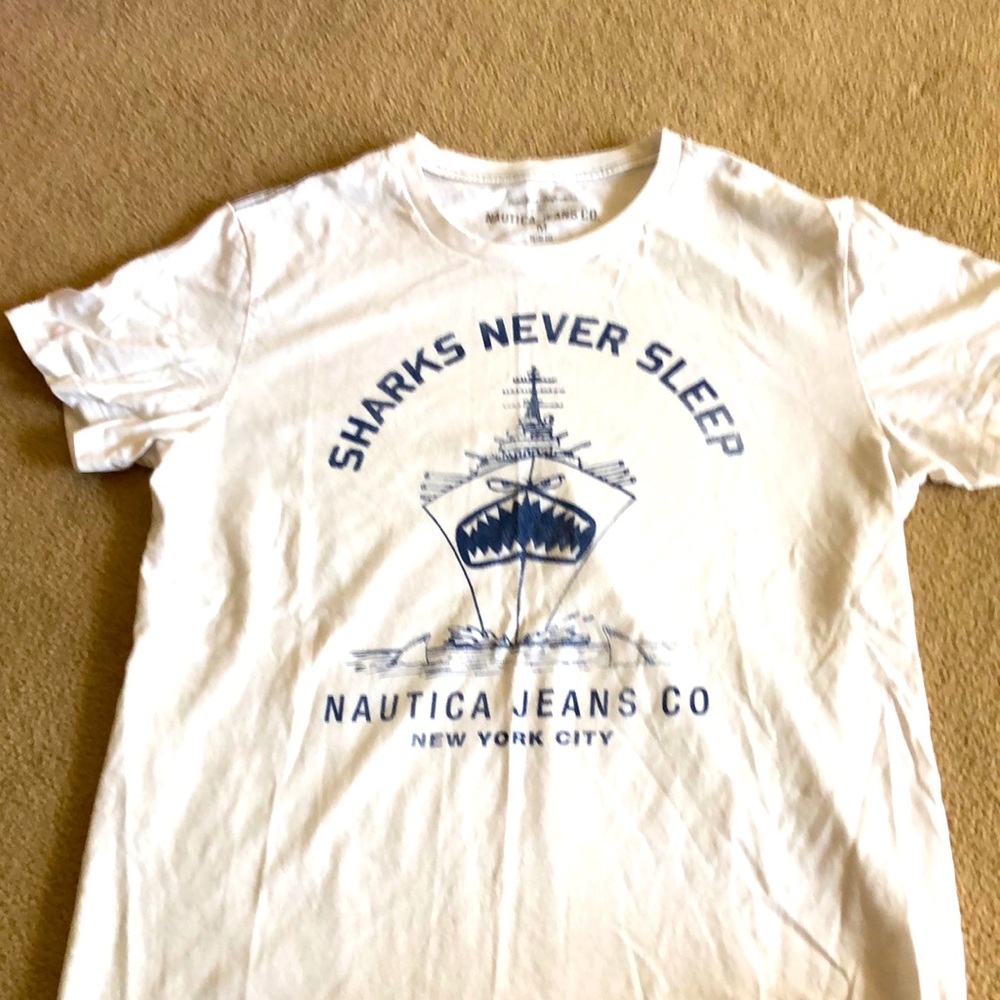 NAUTICA JEANS CO
M
SHARKS NEVER SLEEP
NAUTICA JEANS CO
NEW YORK CITY